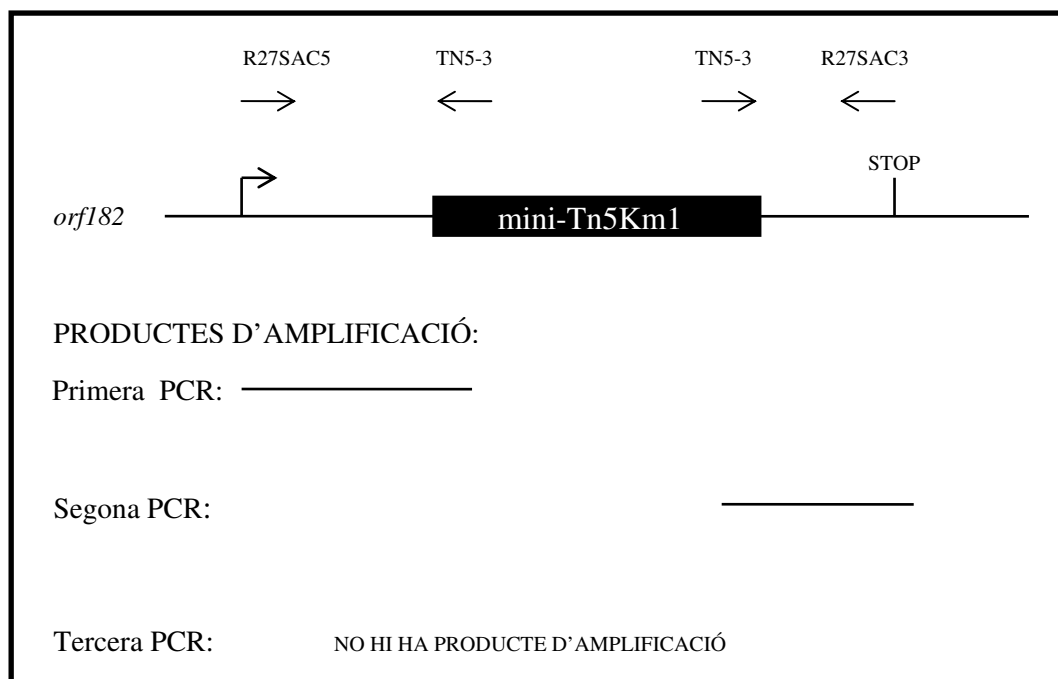 R27SAC5 TN5-3 TN5-3 R27SAC3
STOP
orf182 mini-Tn5Km1
PRODUCTES D'AMPLIFICACIÓ:
Primera PCR:
Segona PCR:
Tercera PCR: NO HI HA PRODUCTE D'AMPLIFICACIÓ